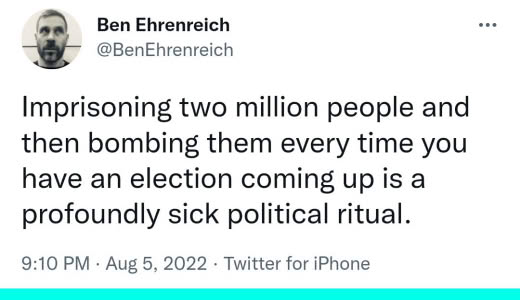 Ben Ehrenreich
@BenEhrenreich
Imprisoning two million people and
then bombing them every time you
have an election coming up is a
profoundly sick political ritual.
9:10 PM · Aug 5, 2022 · Twitter for iPhone